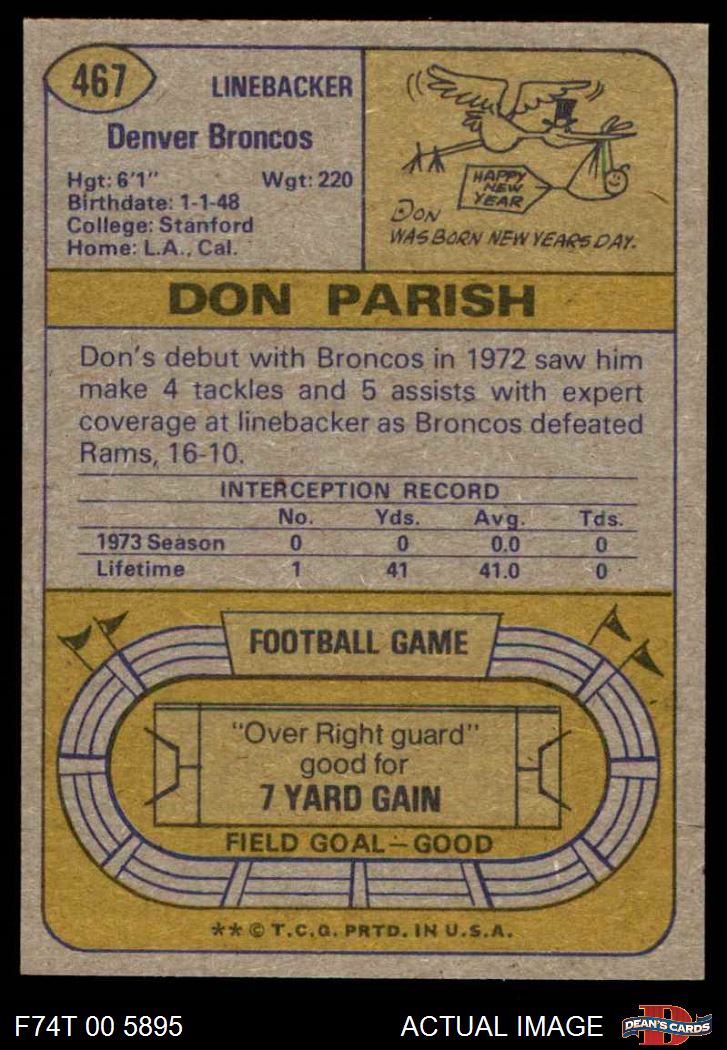 467
LINEBACKER
Denver Broncos
Hgt: 6'1" Wgt: 220
Birthdate: 1-1-48
College: Stanford
Home: L.A., Cal.
HAPPY
NEW
YEAR
DON
WAS BORN NEW YEARS DAY.
DON PARISH
Don's debut with Broncos in 1972 saw him
make 4 tackles and 5 assists with expert
coverage at linebacker as Broncos defeated
Rams, 16-10.
INTERCEPTION RECORD
No. Yds. Avg. Tds.
1973 Season 0 0 0.0 0
Lifetime 1 41 41.0 0
FOOTBALL GAME
"Over Right guard"
good for
7 YARD GAIN
FIELD GOAL—GOOD
** © T.C.G. PRTD. IN U.S.A.
F74T 00 5895 ACTUAL IMAGE
D
DEAN'S CARDS